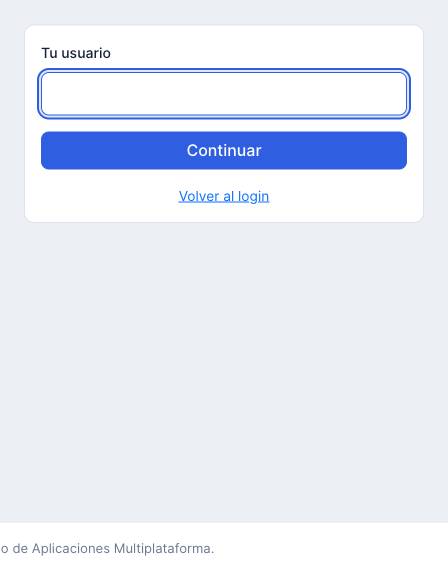 Tu usuario
Continuar
Volver al login
o de Aplicaciones Multiplataforma.